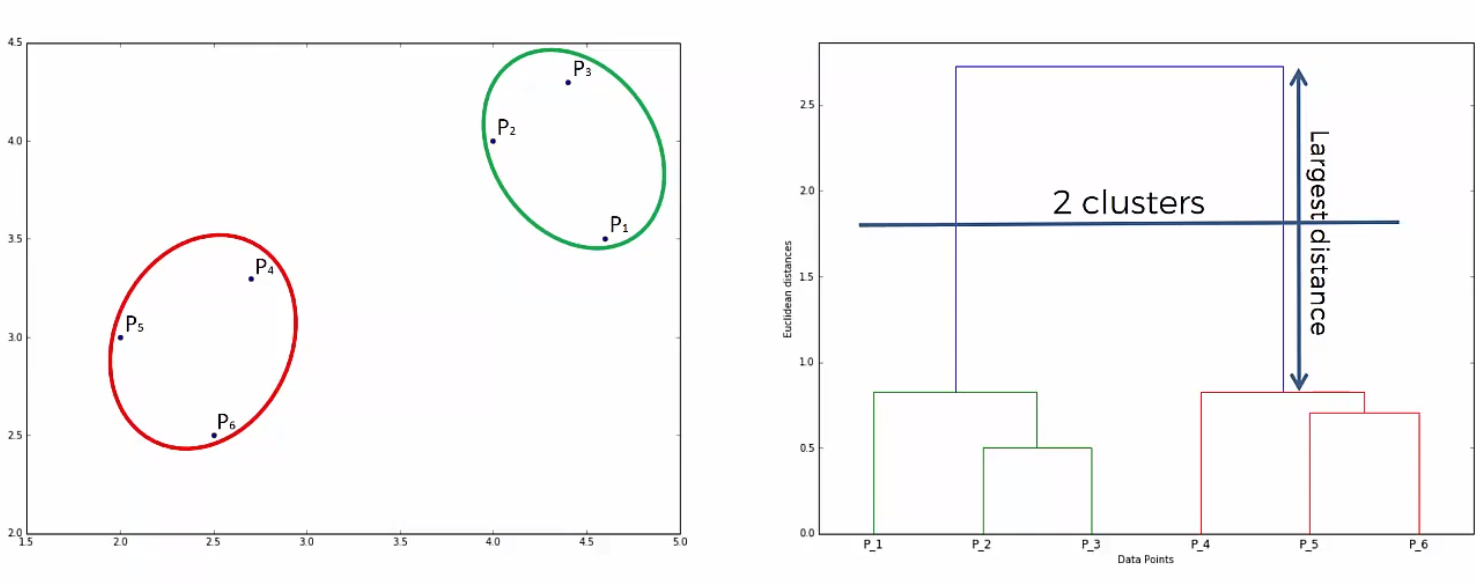 4.5
4.0
3.5
3.0
2.5
2.0
1.5
2.0
2.5
3.0
3.5
4.0
4.5
5.0
P₃
P₂
P₁
P₄
P₅
P₆
2.5
2.0
1.5
1.0
0.5
0.0
Euclidean distances
2 clusters
Largest distance
P_1
P_2
P_3
P_4
P_5
P_6
Data Points